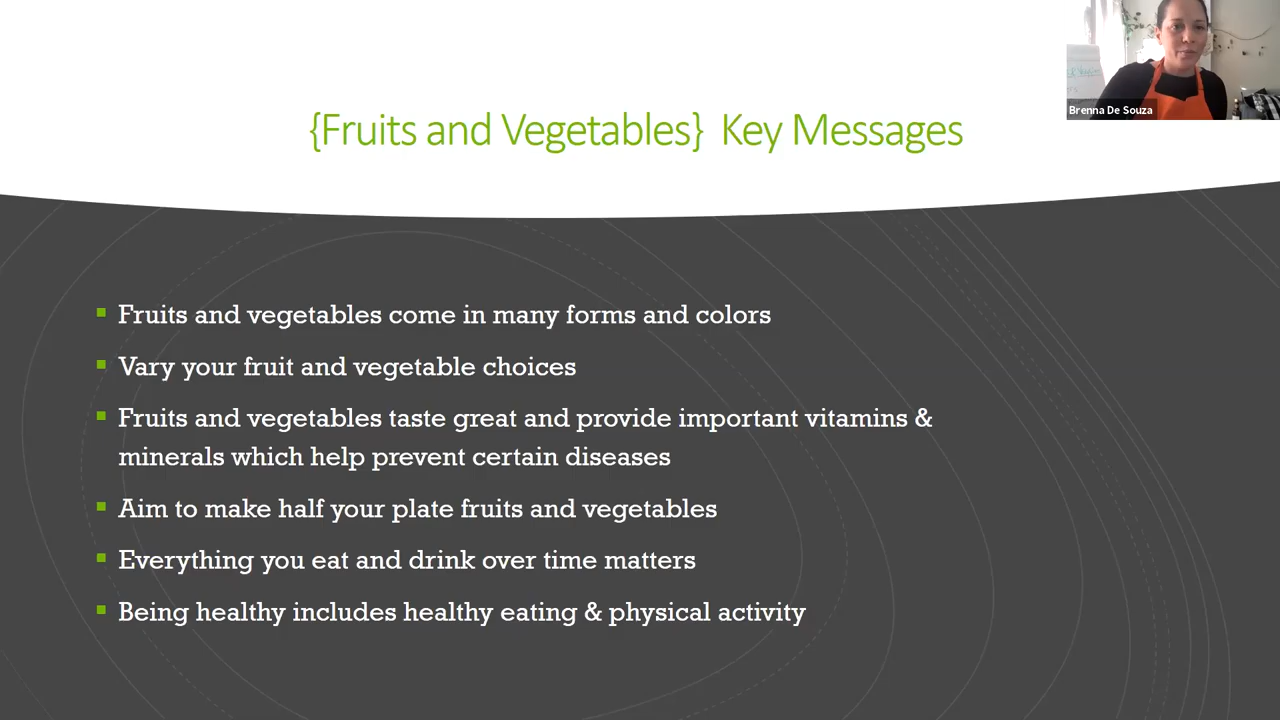 {Fruits and Vegetables} Key Messages
Brenna De Souza
Fruits and vegetables come in many forms and colors
Vary your fruit and vegetable choices
Fruits and vegetables taste great and provide important vitamins &
minerals which help prevent certain diseases
Aim to make half your plate fruits and vegetables
Everything you eat and drink over time matters
Being healthy includes healthy eating & physical activity